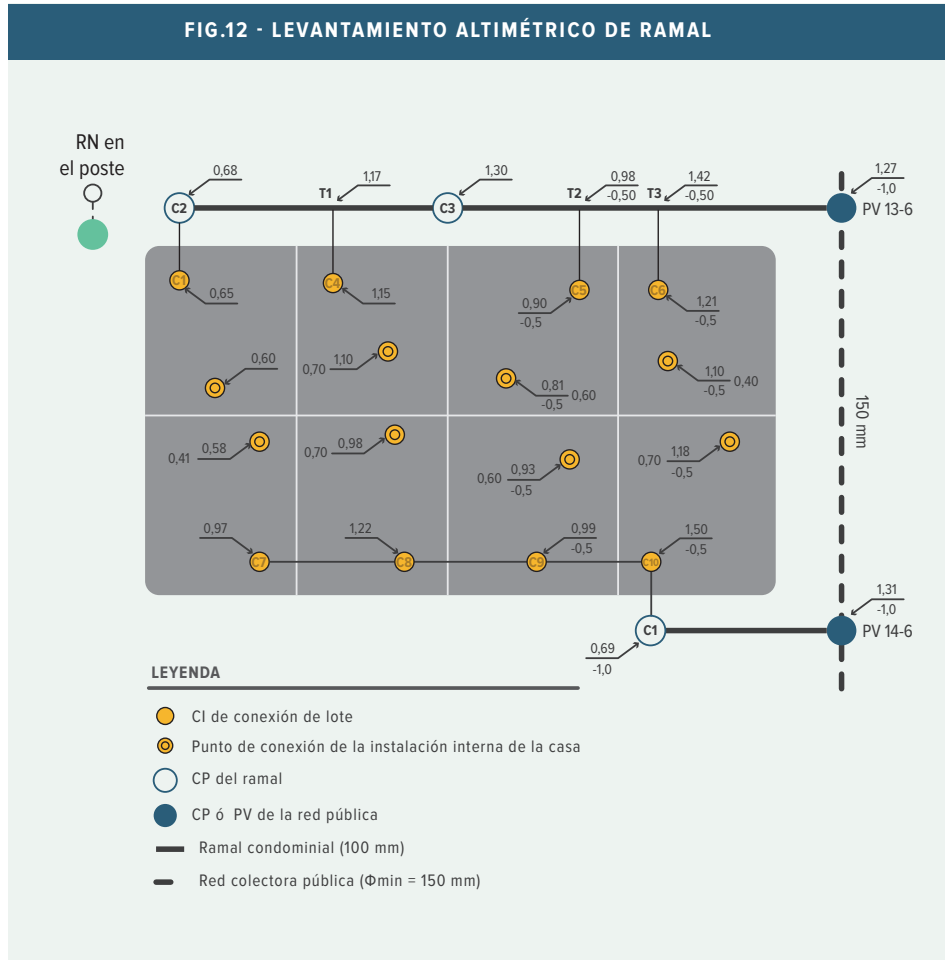 FIG.12 - LEVANTAMIENTO ALTIMÉTRICO DE RAMAL
RN en
el poste
0,68
1,17
1,30
0,98
-0,50
1,42
-0,50
1,27
-1,0
C2
T1
C3
T2
T3
PV 13-6
C1
0,65
C4
1,15
C5
0,90
-0,5
C6
1,21
-0,5
0,60
0,70 1,10
0,81
-0,5
0,60
1,10
-0,5
0,40
150 mm
0,41 0,58
0,70 0,98
0,60 0,93
-0,5
0,70 1,18
-0,5
0,97
1,22
0,99
-0,5
1,50
-0,5
C7
C8
C9
C10
1,31
-1,0
C1
PV 14-6
0,69
-1,0
LEYENDA
CI de conexión de lote
Punto de conexión de la instalación interna de la casa
CP del ramal
CP ó PV de la red pública
Ramal condominial (100 mm)
Red colectora pública (Φmin = 150 mm)